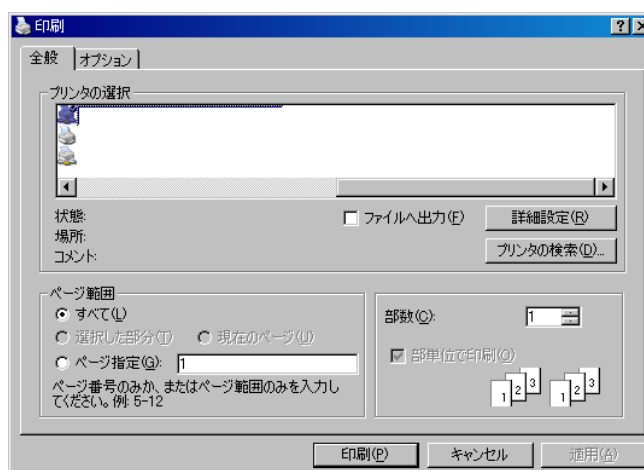 印刷
全般
オプション
プリンタの選択
状態:
場所:
コメント:
ファイルへ出力(F)
詳細設定(R)
プリンタの検索(D)...
ページ範囲
すべて(L)
選択した部分(T)
現在のページ(U)
ページ指定(G): 1
ページ番号のみか、またはページ範囲のみを入力し
てください。例: 5-12
部数(C): 1
部単位で印刷(O)
1 2 3 1 2 3
印刷(P)
キャンセル
適用(A)